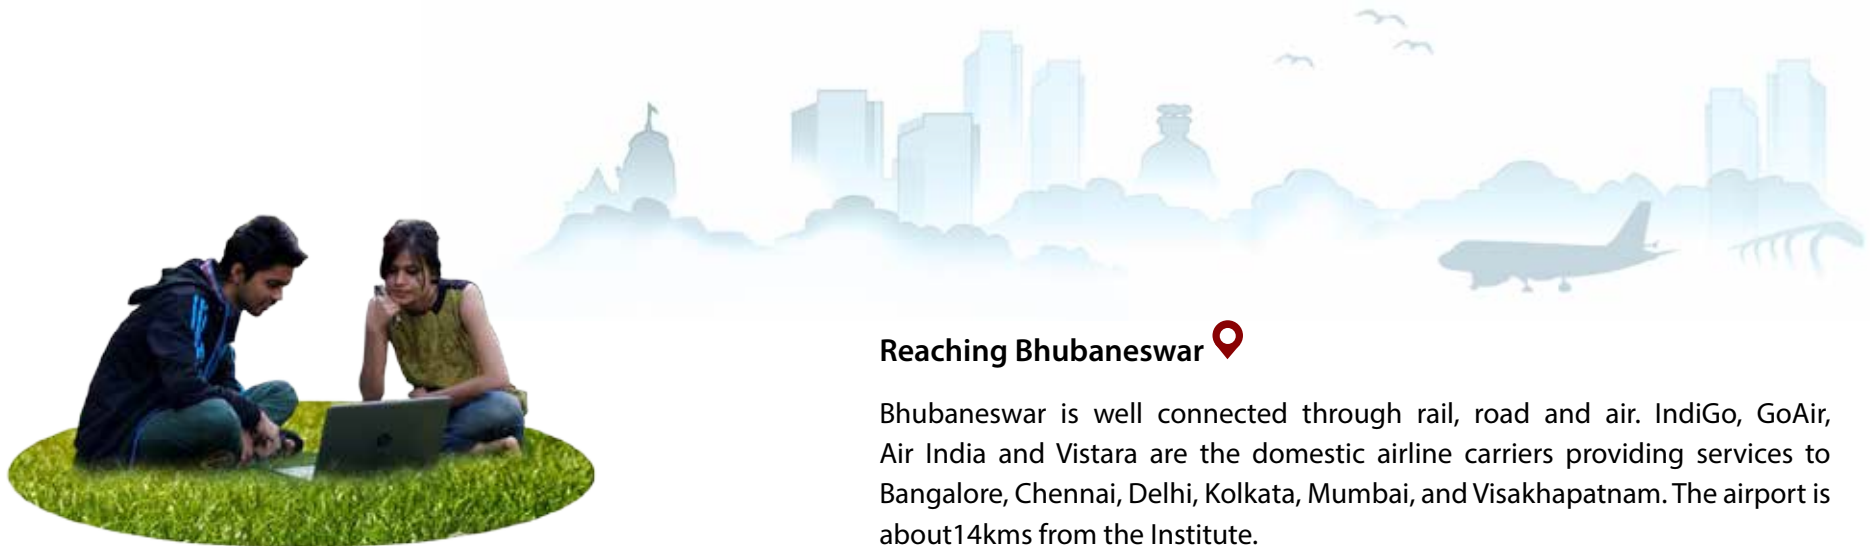 Reaching Bhubaneswar
Bhubaneswar is well connected through rail, road and air. IndiGo, GoAir,
Air India and Vistara are the domestic airline carriers providing services to
Bangalore, Chennai, Delhi, Kolkata, Mumbai, and Visakhapatnam. The airport is
about14kms from the Institute.